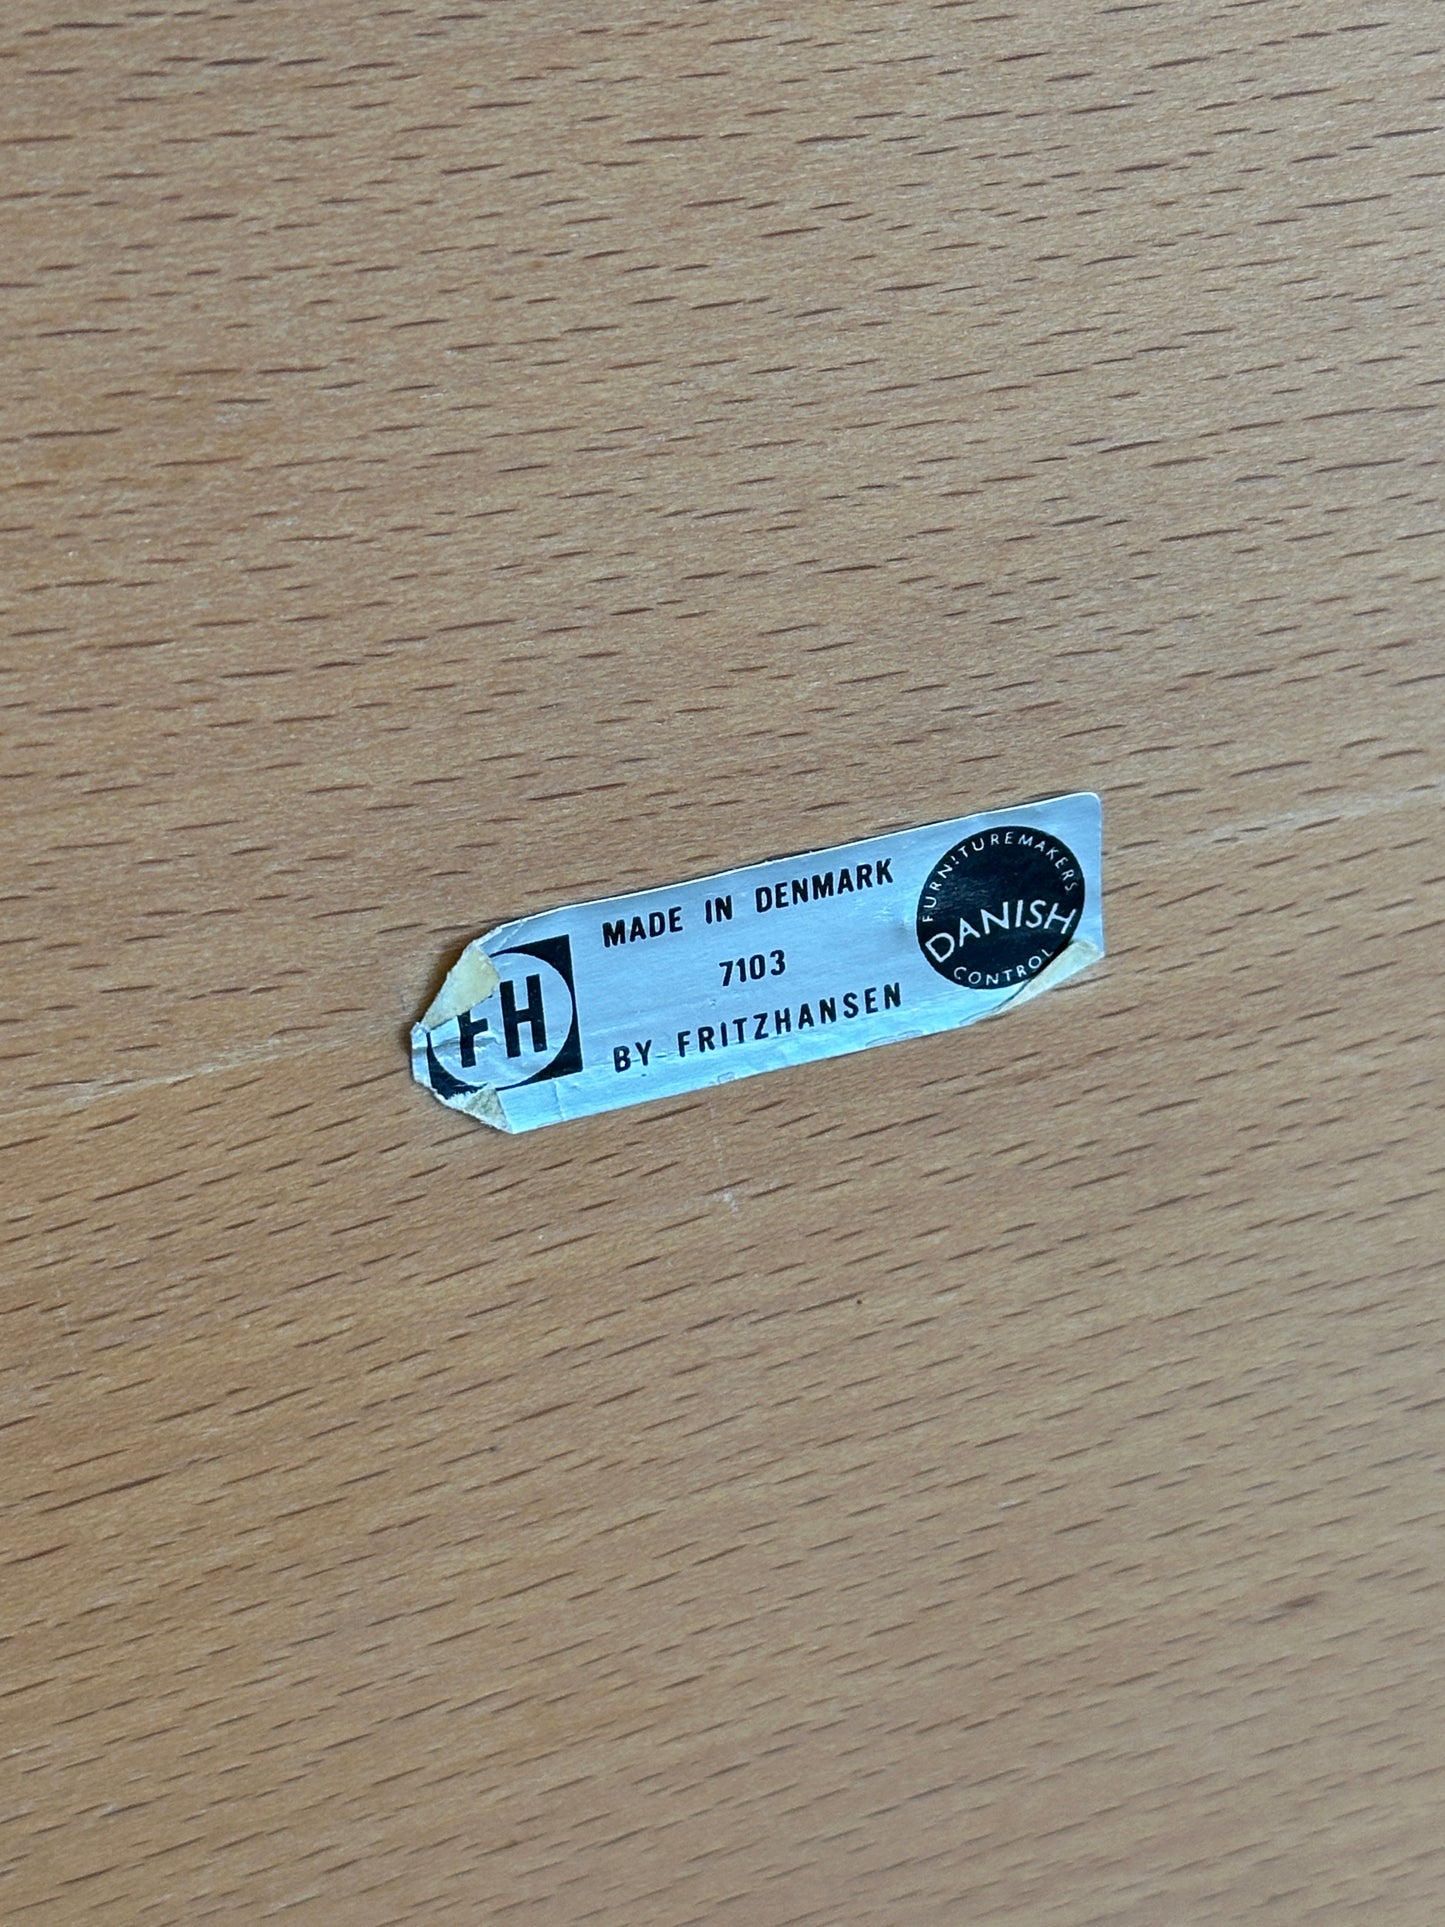 FH
MADE IN DENMARK
7103
BY FRITZHANSEN
FURNITUREMAKERS
DANISH
CONTROL